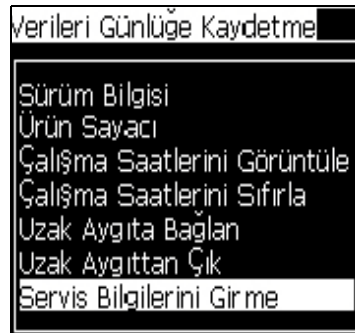 Verileri Günlüğe Kaydetme
Sürüm Bilgisi
Ürün Sayacı
Çalışma Saatlerini Görüntüle
Çalışma Saatlerini Sıfırla
Uzak Aygıta Bağlan
Uzak Aygıttan Çık
Servis Bilgilerini Girme